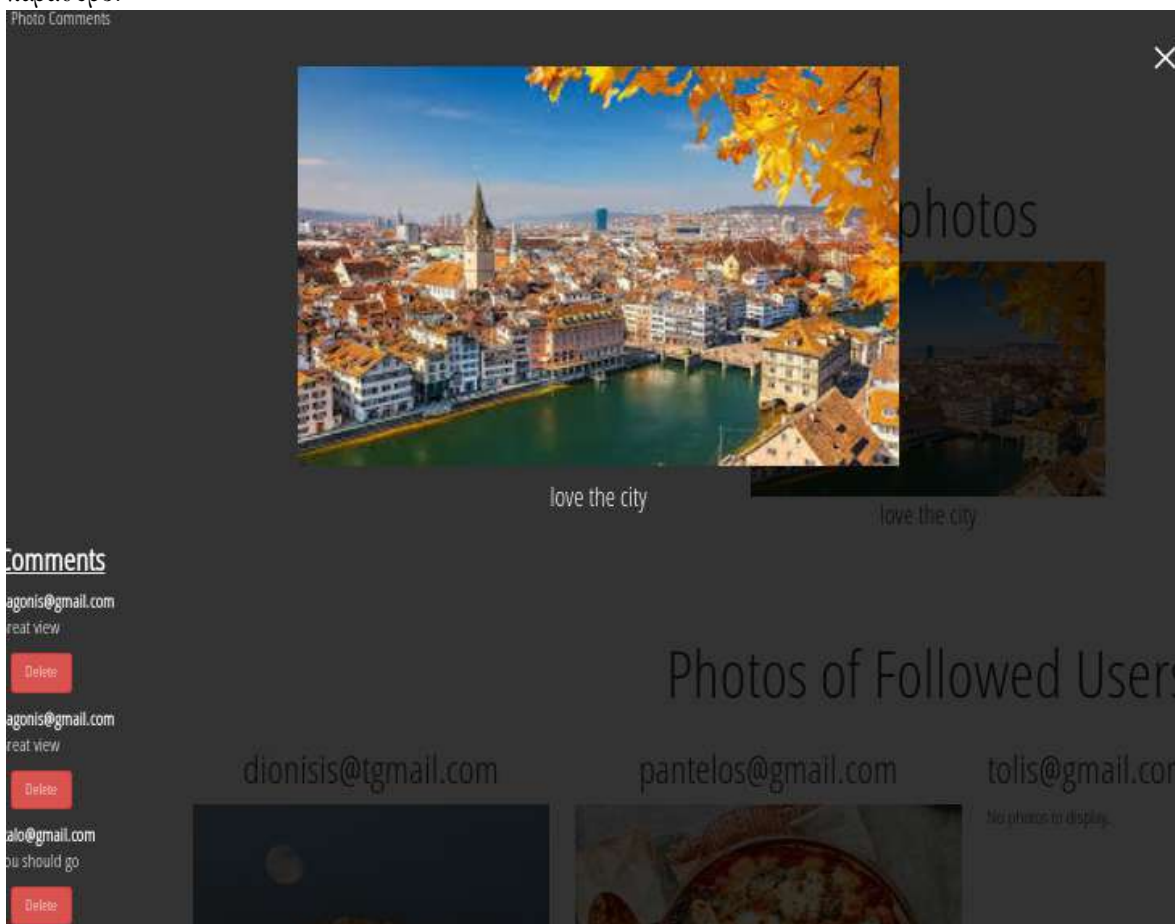 Photo Comments
photos
love the city
love the city
Comments
agonis@gmail.com
reat view
Delete
agonis@gmail.com
reat view
Delete
alo@gmail.com
ou should go
Delete
Photos of Followed Users
dionisis@tgmail.com
pantelos@gmail.com
tolis@gmail.com
No photos to display.